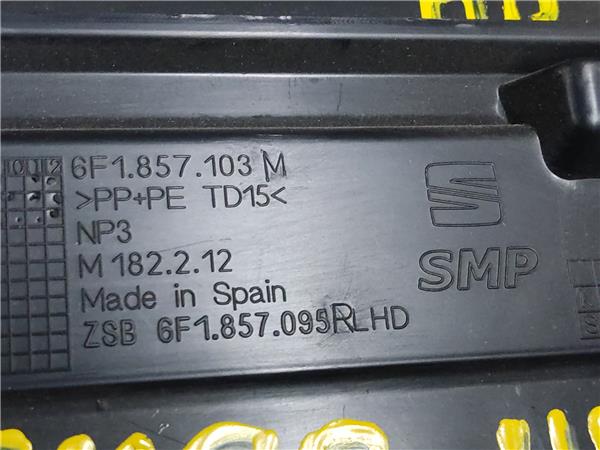 6F1.857.103 M
>PP+PE TD15<
NP3
M 182.2.12
Made in Spain
ZSB 6F1.857.095R LHD
SMP